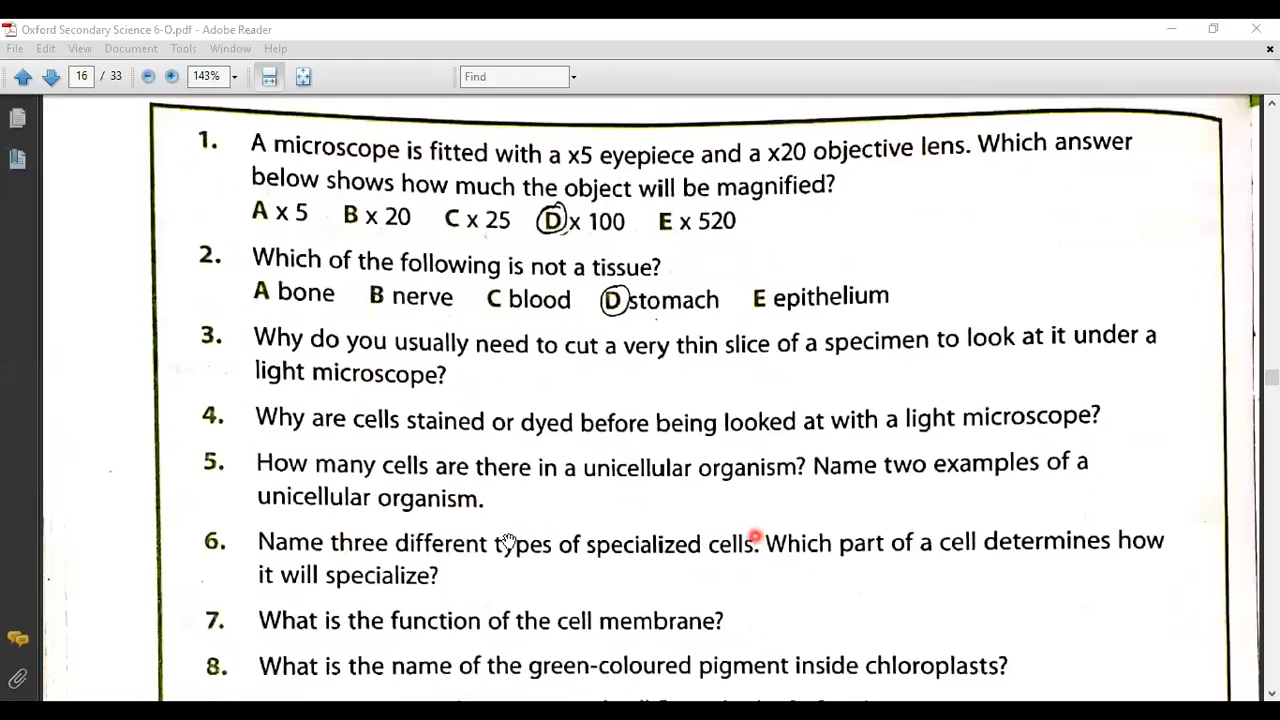 Oxford Secondary Science 6-O.pdf - Adobe Reader
File Edit View Document Tools Window Help
16 / 33 143% Find
1. A microscope is fitted with a x5 eyepiece and a x20 objective lens. Which answer
below shows how much the object will be magnified?
A x 5 B x 20 C x 25 D x 100 E x 520
2. Which of the following is not a tissue?
A bone B nerve C blood D stomach E epithelium
3. Why do you usually need to cut a very thin slice of a specimen to look at it under a
light microscope?
4. Why are cells stained or dyed before being looked at with a light microscope?
5. How many cells are there in a unicellular organism? Name two examples of a
unicellular organism.
6. Name three different types of specialized cells. Which part of a cell determines how
it will specialize?
7. What is the function of the cell membrane?
8. What is the name of the green-coloured pigment inside chloroplasts?